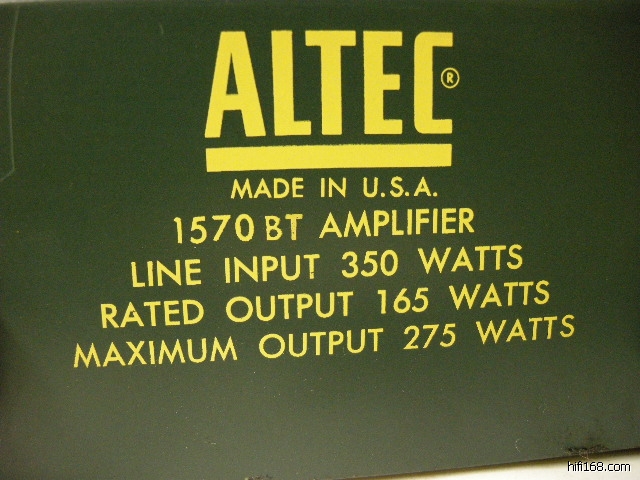 ALTEC®
MADE IN U.S.A.
1570 BT AMPLIFIER
LINE INPUT 350 WATTS
RATED OUTPUT 165 WATTS
MAXIMUM OUTPUT 275 WATTS
hifi168.com